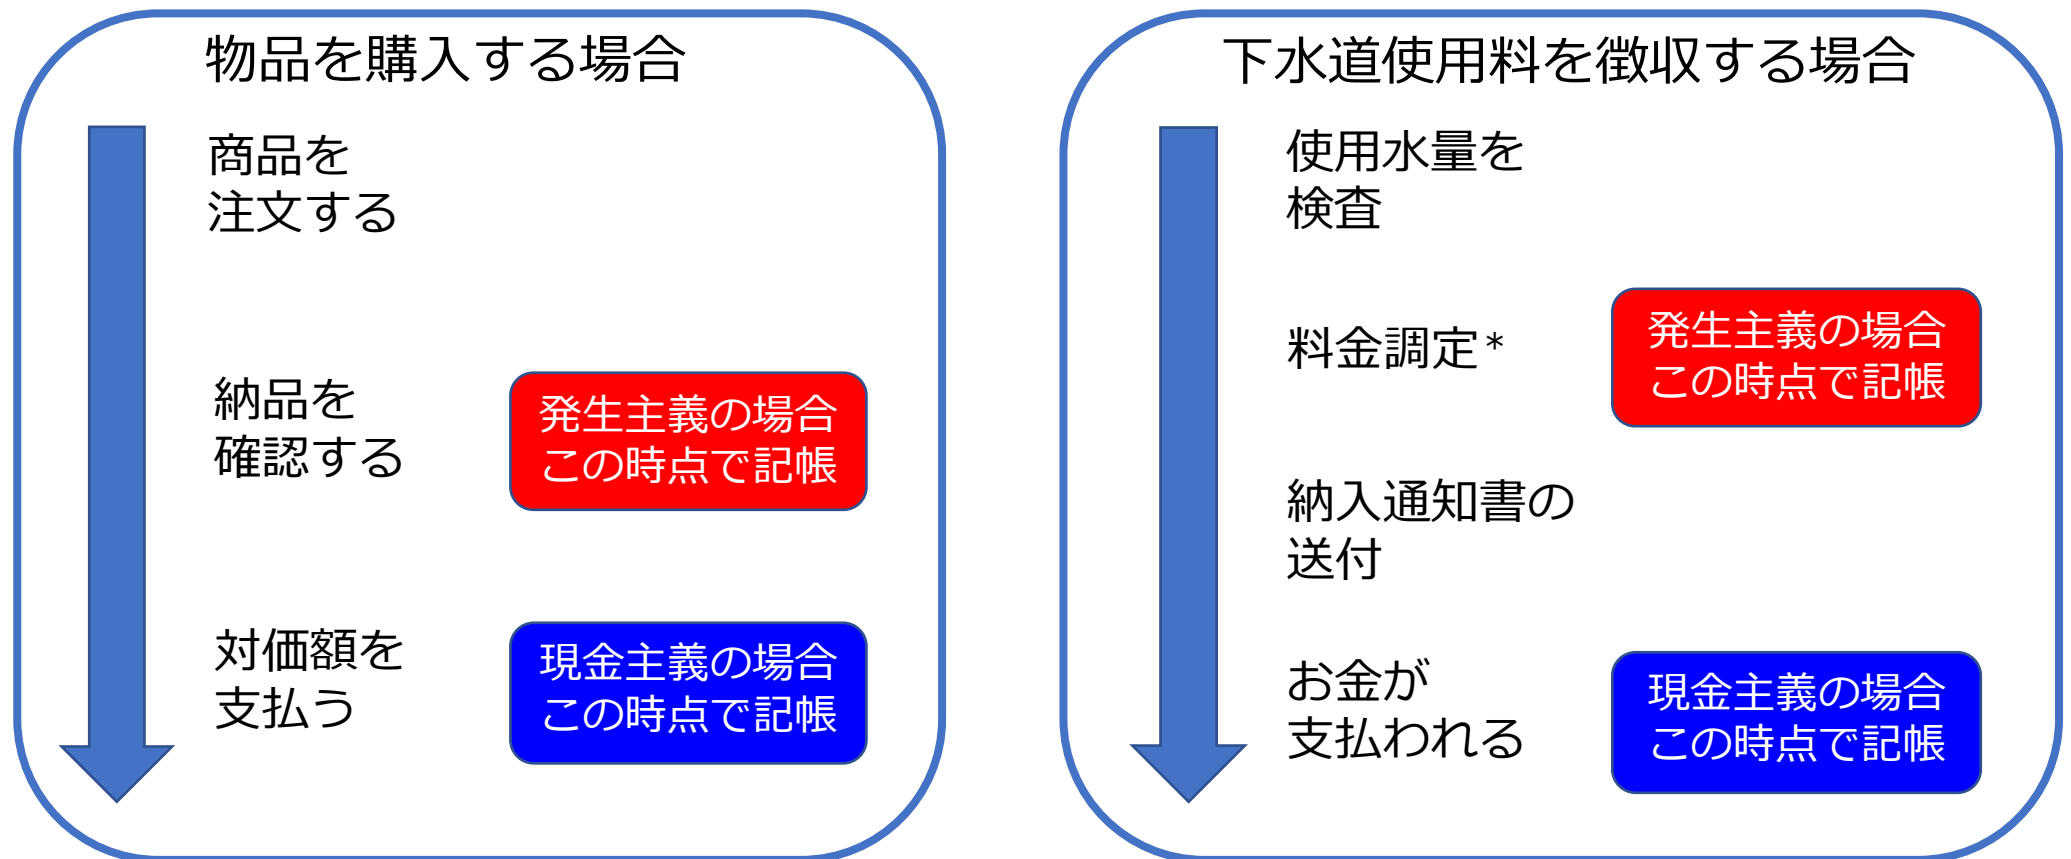 物品を購入する場合
商品を
注文する
納品を
確認する
発生主義の場合
この時点で記帳
対価額を
支払う
現金主義の場合
この時点で記帳
下水道使用料を徴収する場合
使用水量を
検査
料金調定*
発生主義の場合
この時点で記帳
納入通知書の
送付
お金が
支払われる
現金主義の場合
この時点で記帳